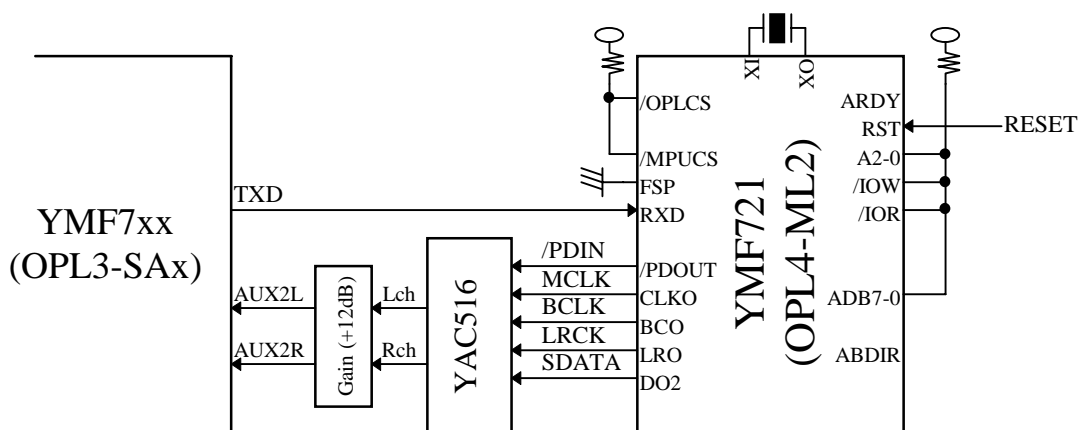 XI
XO
/OPLCS
ARDY
RST
RESET
/MPUCS
A2-0
FSP
/IOW
TXD
RXD
/IOR
YMF7xx
(OPL3-SAx)
YMF721
(OPL4-ML2)
/PDIN
/PDOUT
MCLK
CLKO
ADB7-0
AUX2L
Lch
BCLK
BCO
Gain (+12dB)
YAC516
LRCK
LRO
ABDIR
AUX2R
Rch
SDATA
DO2